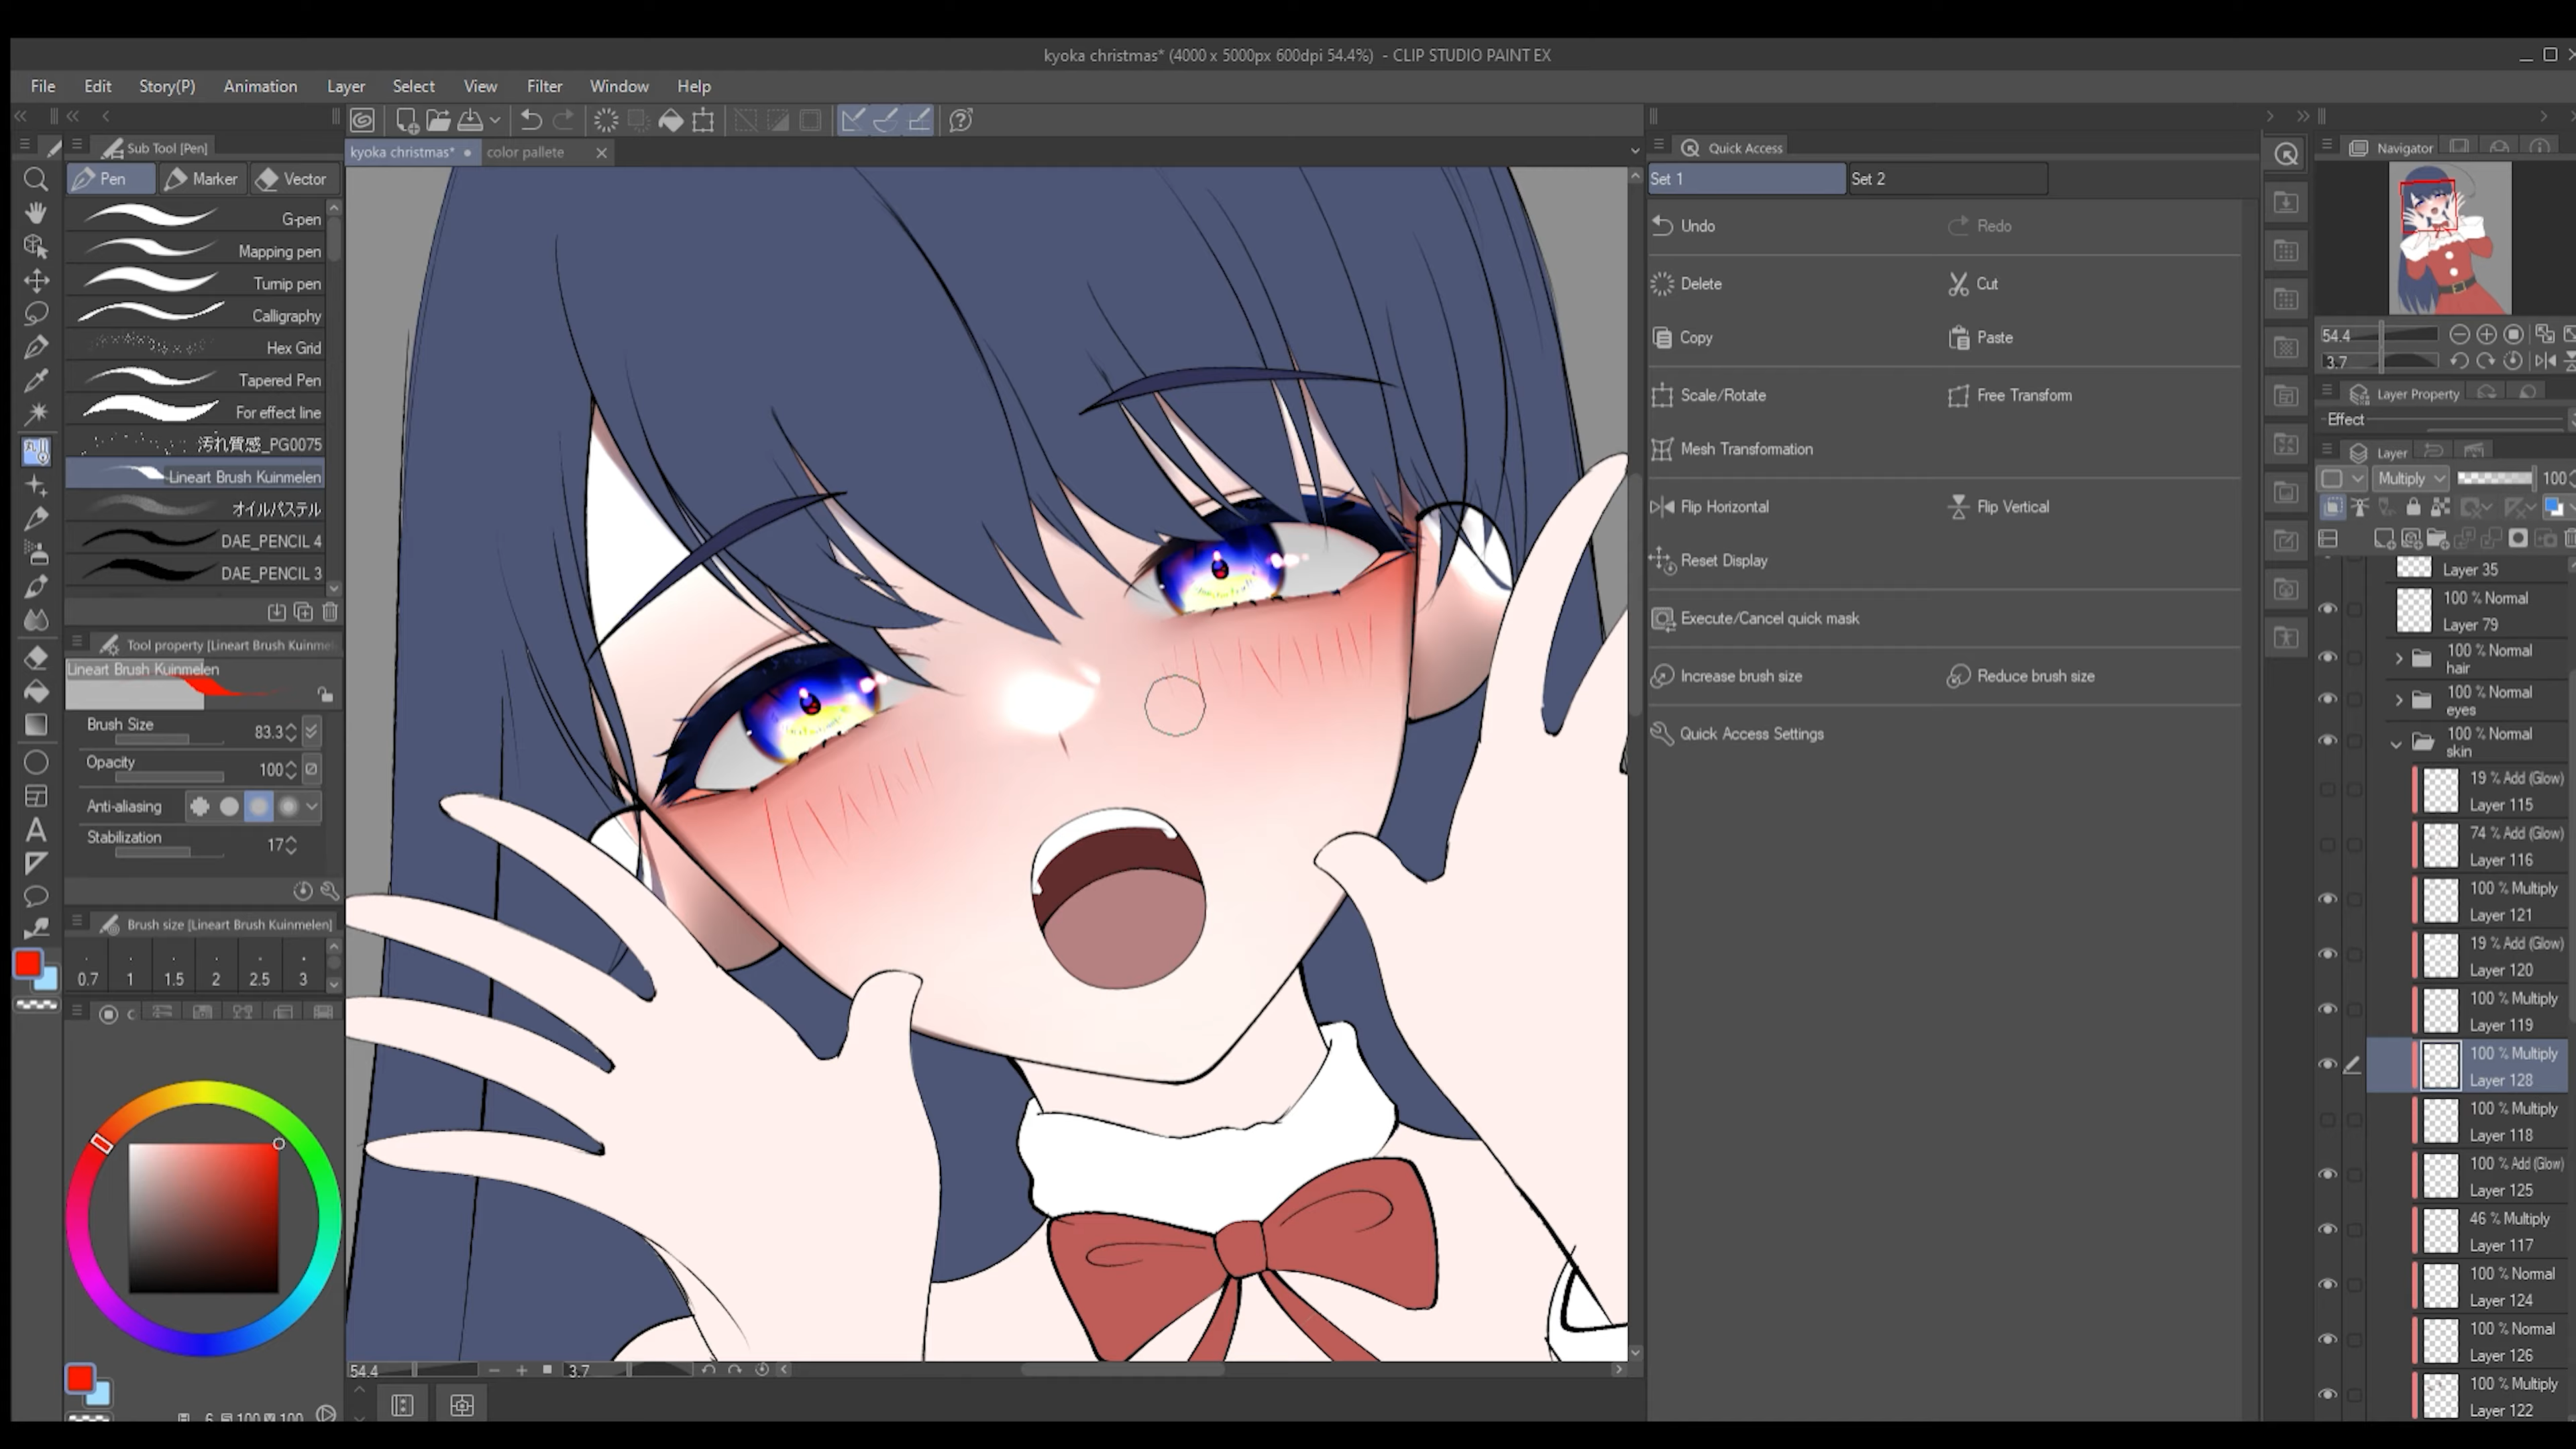 kyoka christmas* (4000 x 5000px 600dpi 54.4%) - CLIP STUDIO PAINT EX
File Edit Story(P) Animation Layer Select View Filter Window Help
Sub Tool [Pen]
Pen Marker Vector
G-pen
Mapping pen
Turnip pen
Calligraphy
Hex Grid
Tapered Pen
For effect line
汚れ質感_PG0075
Lineart Brush Kuinmelen
オイルパステル
DAE_PENCIL 4
DAE_PENCIL 3
Tool property [Lineart Brush Kuinme
Lineart Brush Kuinmelen
Brush Size 83.3
Opacity 100
Anti-aliasing
Stabilization 17
Brush size [Lineart Brush Kuinmelen]
0.7 1 1.5 2 2.5 3
kyoka christmas* color pallete
54.4 3.7
Quick Access
Set 1 Set 2
Undo Redo
Delete Cut
Copy Paste
Scale/Rotate Free Transform
Mesh Transfomation
Flip Horizontal Flip Vertical
Reset Display
Execute/Cancel quick mask
Increase brush size Reduce brush size
Quick Access Settings
Navigator
54.4
3.7
Layer Property
Effect
Layer
Multiply 100
Layer 35
100 % Normal
Layer 79
100 % Normal
hair
100 % Normal
eyes
100 % Normal
skin
19 % Add (Glow)
Layer 115
74 % Add (Glow)
Layer 116
100 % Multiply
Layer 121
19 % Add (Glow)
Layer 120
100 % Multiply
Layer 119
100 % Multiply
Layer 128
100 % Multiply
Layer 118
100 % Add (Glow)
Layer 125
46 % Multiply
Layer 117
100 % Normal
Layer 124
100 % Normal
Layer 126
100 % Multiply
Layer 122